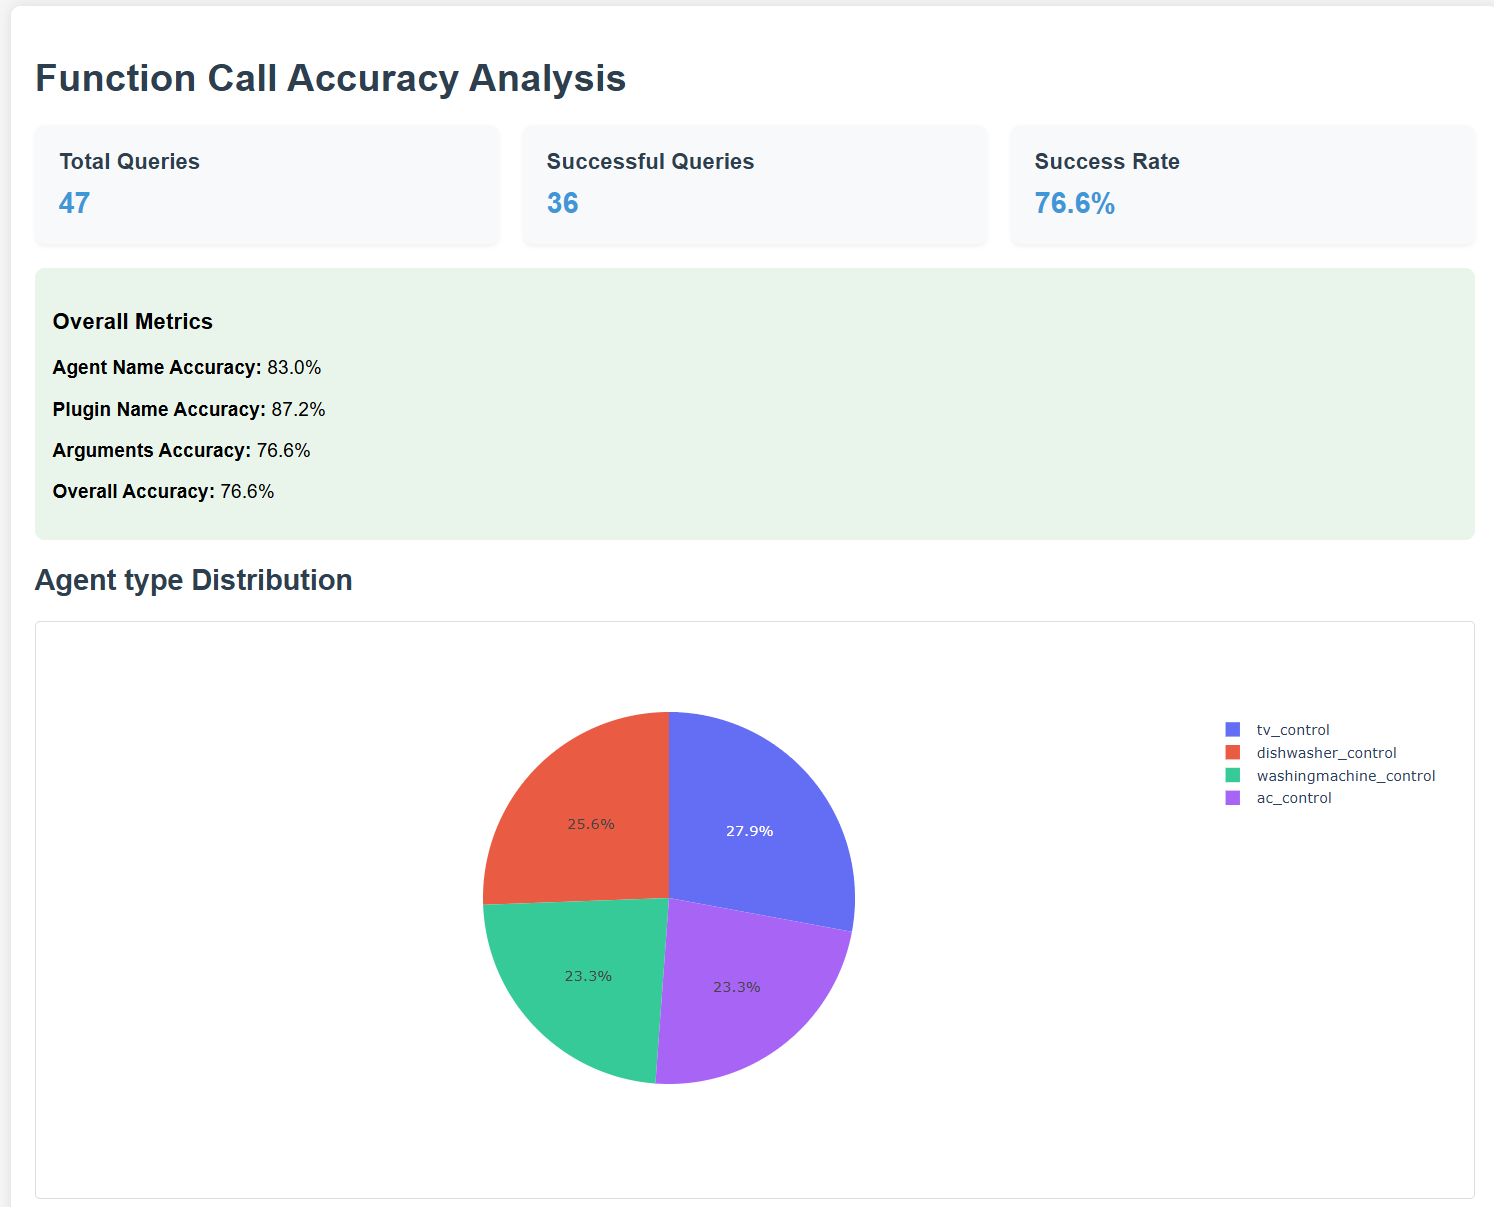 Function Call Accuracy Analysis
Total Queries
47
Successful Queries
36
Success Rate
76.6%
Overall Metrics
Agent Name Accuracy: 83.0%
Plugin Name Accuracy: 87.2%
Arguments Accuracy: 76.6%
Overall Accuracy: 76.6%
Agent type Distribution
25.6%
27.9%
23.3%
23.3%
tv_control
dishwasher_control
washingmachine_control
ac_control